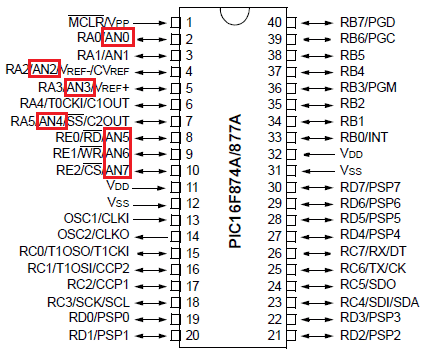 MCLR/VPP 1 40 RB7/PGD
RA0/AN0 2 39 RB6/PGC
RA1/AN1 3 38 RB5
RA2/AN2/VREF-/CVREF 4 37 RB4
RA3/AN3/VREF+ 5 36 RB3/PGM
RA4/T0CKI/C1OUT 6 35 RB2
RA5/AN4/SS/C2OUT 7 34 RB1
RE0/RD/AN5 8 33 RB0/INT
RE1/WR/AN6 9 32 VDD
RE2/CS/AN7 10 31 VSS
VDD 11 30 RD7/PSP7
VSS 12 29 RD6/PSP6
OSC1/CLKI 13 28 RD5/PSP5
OSC2/CLKO 14 27 RD4/PSP4
RC0/T1OSO/T1CKI 15 26 RC7/RX/DT
RC1/T1OSI/CCP2 16 25 RC6/TX/CK
RC2/CCP1 17 24 RC5/SDO
RC3/SCK/SCL 18 23 RC4/SDI/SDA
RD0/PSP0 19 22 RD3/PSP3
RD1/PSP1 20 21 RD2/PSP2
PIC16F874A/877A